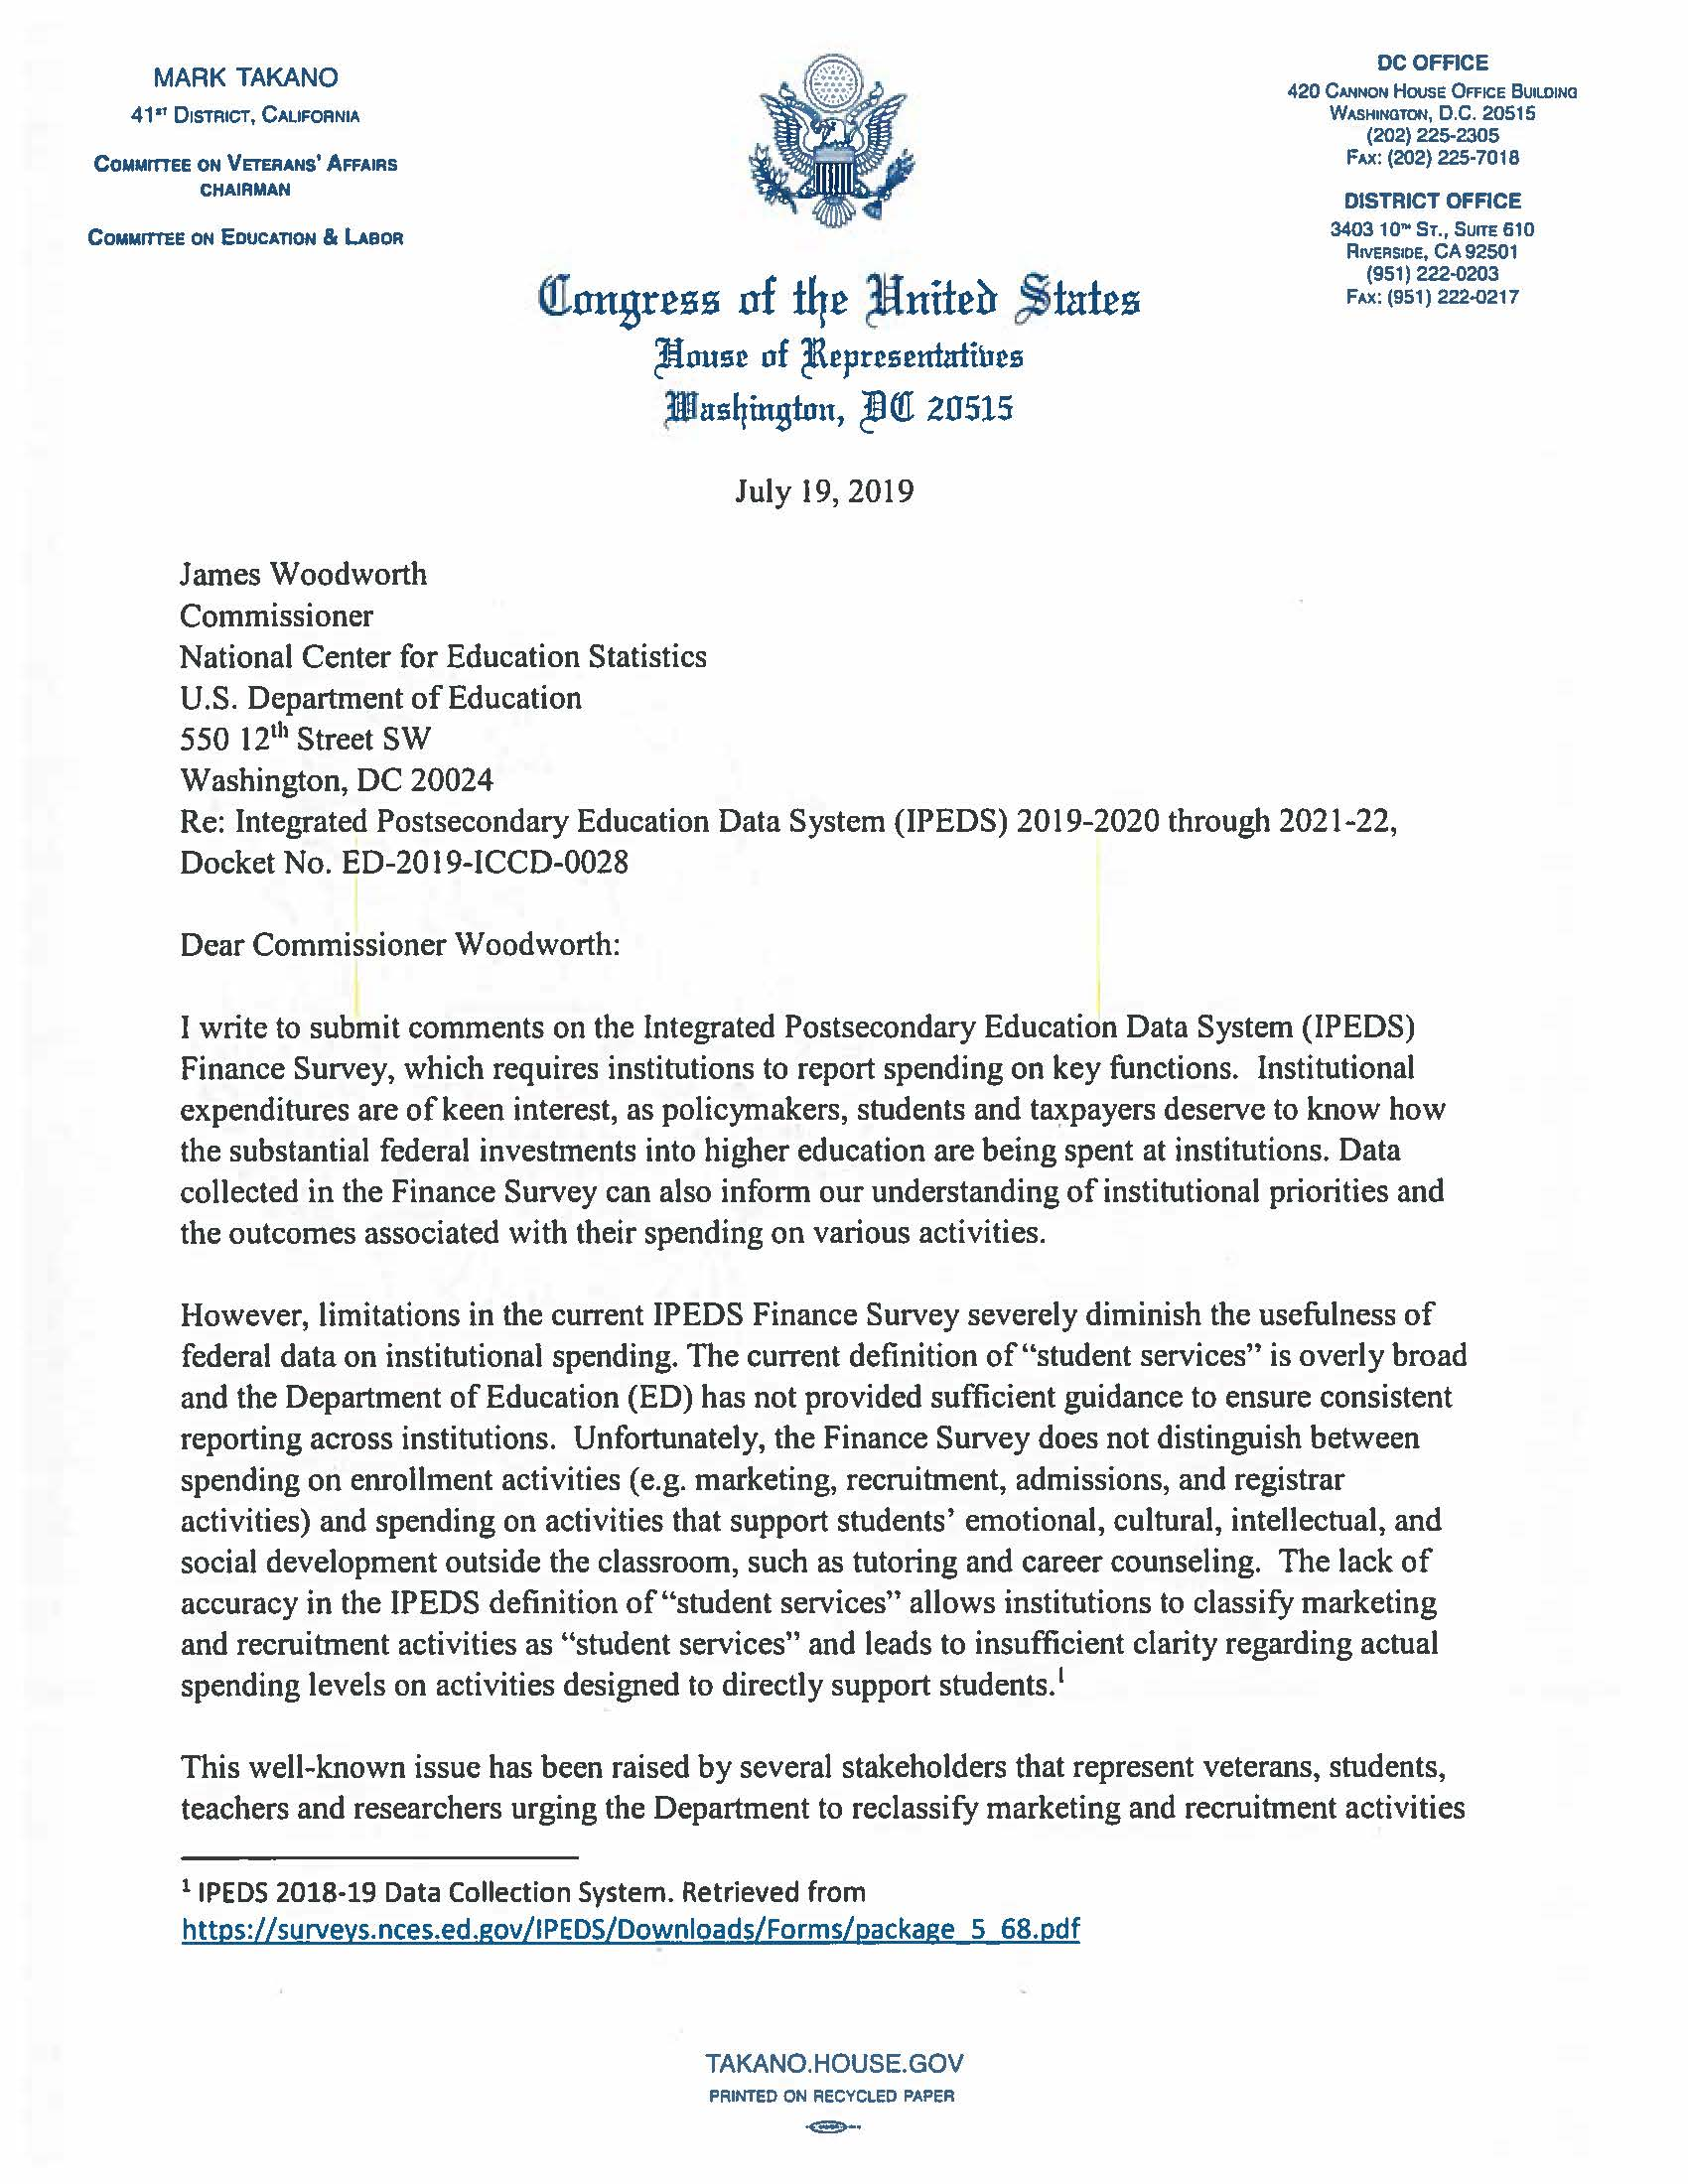 MARK TAKANO
41ST DISTRICT, CALIFORNIA
COMMITTEE ON VETERANS' AFFAIRS
CHAIRMAN
COMMITTEE ON EDUCATION & LABOR
DC OFFICE
420 CANNON HOUSE OFFICE BUILDING
WASHINGTON, D.C. 20515
(202) 225-2305
FAX: (202) 225-7018
DISTRICT OFFICE
3403 10TH ST., SUITE 610
RIVERSIDE, CA 92501
(951) 222-0203
FAX: (951) 222-0217
Congress of the United States
House of Representatives
Washington, DC 20515
July 19, 2019
James Woodworth
Commissioner
National Center for Education Statistics
U.S. Department of Education
550 12th Street SW
Washington, DC 20024
Re: Integrated Postsecondary Education Data System (IPEDS) 2019-2020 through 2021-22,
Docket No. ED-2019-ICCD-0028
Dear Commissioner Woodworth:
I write to submit comments on the Integrated Postsecondary Education Data System (IPEDS)
Finance Survey, which requires institutions to report spending on key functions. Institutional
expenditures are of keen interest, as policymakers, students and taxpayers deserve to know how
the substantial federal investments into higher education are being spent at institutions. Data
collected in the Finance Survey can also inform our understanding of institutional priorities and
the outcomes associated with their spending on various activities.
However, limitations in the current IPEDS Finance Survey severely diminish the usefulness of
federal data on institutional spending. The current definition of “student services” is overly broad
and the Department of Education (ED) has not provided sufficient guidance to ensure consistent
reporting across institutions. Unfortunately, the Finance Survey does not distinguish between
spending on enrollment activities (e.g. marketing, recruitment, admissions, and registrar
activities) and spending on activities that support students’ emotional, cultural, intellectual, and
social development outside the classroom, such as tutoring and career counseling. The lack of
accuracy in the IPEDS definition of “student services” allows institutions to classify marketing
and recruitment activities as “student services” and leads to insufficient clarity regarding actual
spending levels on activities designed to directly support students.1
This well-known issue has been raised by several stakeholders that represent veterans, students,
teachers and researchers urging the Department to reclassify marketing and recruitment activities
1 IPEDS 2018-19 Data Collection System. Retrieved from
https://surveys.nces.ed.gov/IPEDS/Downloads/Forms/package_5_68.pdf
TAKANO.HOUSE.GOV
PRINTED ON RECYCLED PAPER